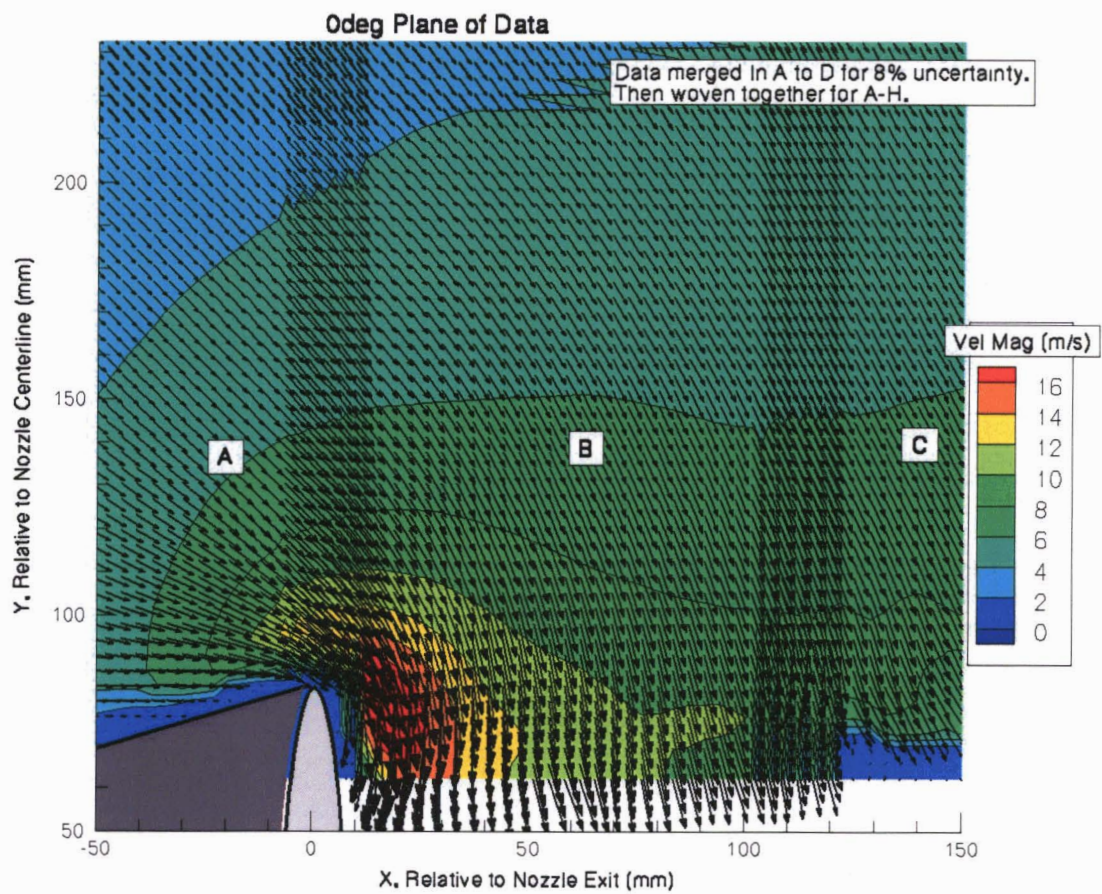 0deg Plane of Data
Data merged in A to D for 8% uncertainty.
Then woven together for A-H.
200
150
100
50
Y, Relative to Nozzle Centerline (mm)
A
B
C
Vel Mag (m/s)
16
14
12
10
8
6
4
2
0
-50
0
50
100
150
X, Relative to Nozzle Exit (mm)